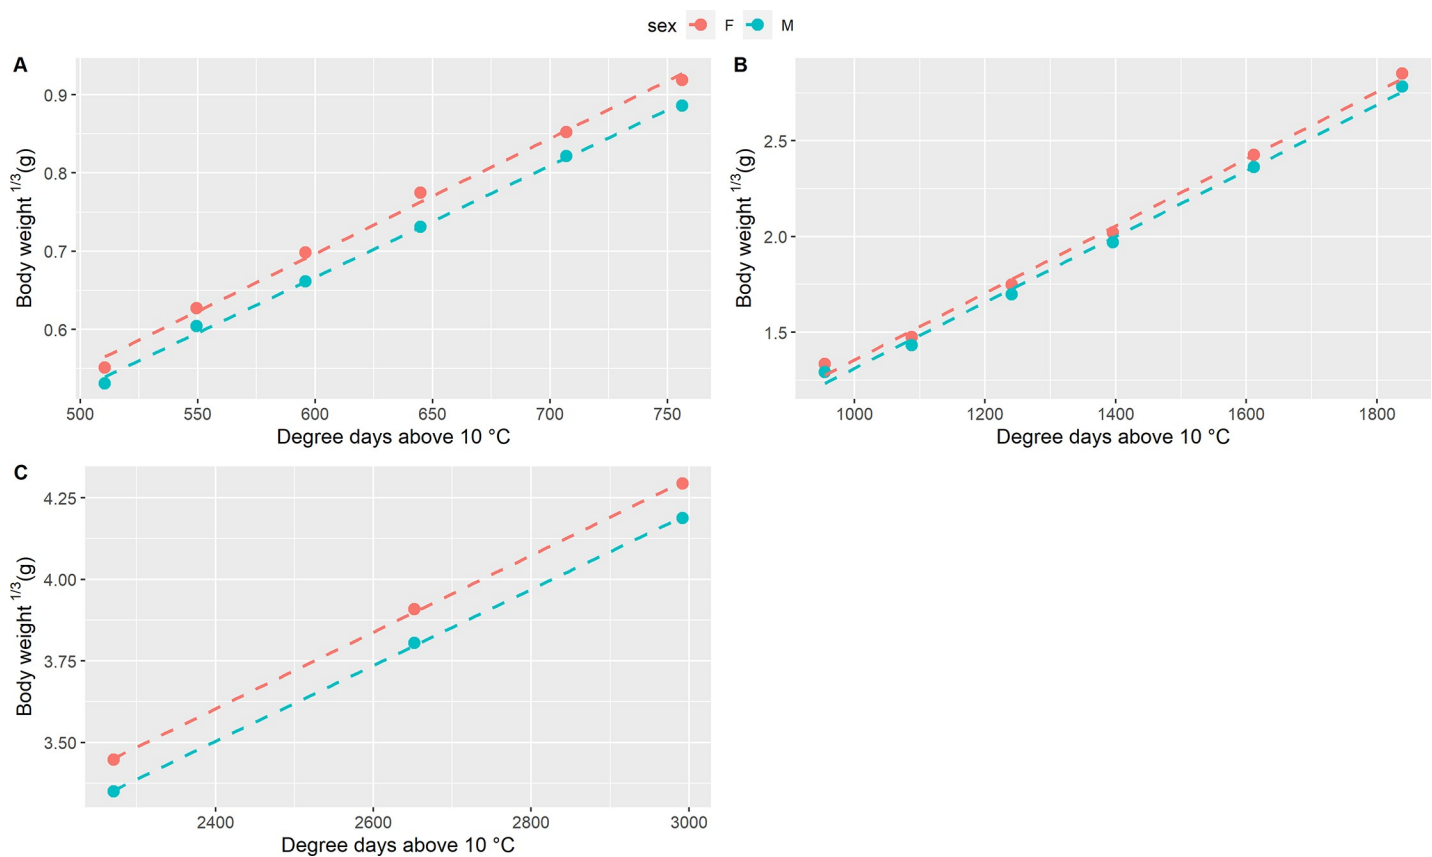 sex F M
A
0.9
0.8
0.7
0.6
Body weight 1/3(g)
500 550 600 650 700 750
Degree days above 10 °C
B
2.5
2.0
1.5
Body weight 1/3(g)
1000 1200 1400 1600 1800
Degree days above 10 °C
C
4.25
4.00
3.75
3.50
Body weight 1/3(g)
2400 2600 2800 3000
Degree days above 10 °C